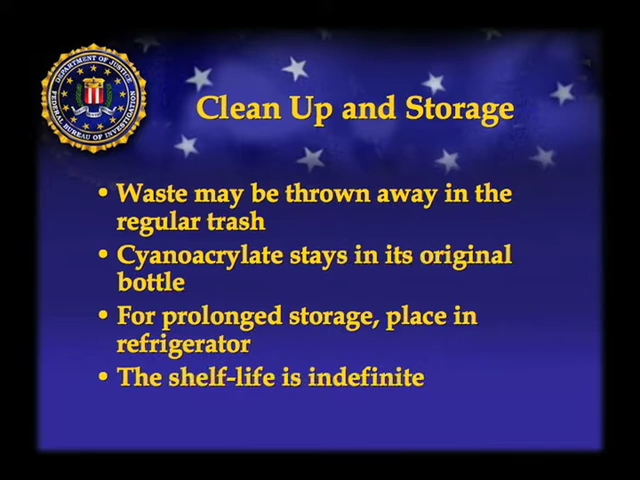 DEPARTMENT OF JUSTICE
FEDERAL BUREAU OF INVESTIGATION
Clean Up and Storage
• Waste may be thrown away in the
regular trash
• Cyanoacrylate stays in its original
bottle
• For prolonged storage, place in
refrigerator
• The shelf-life is indefinite